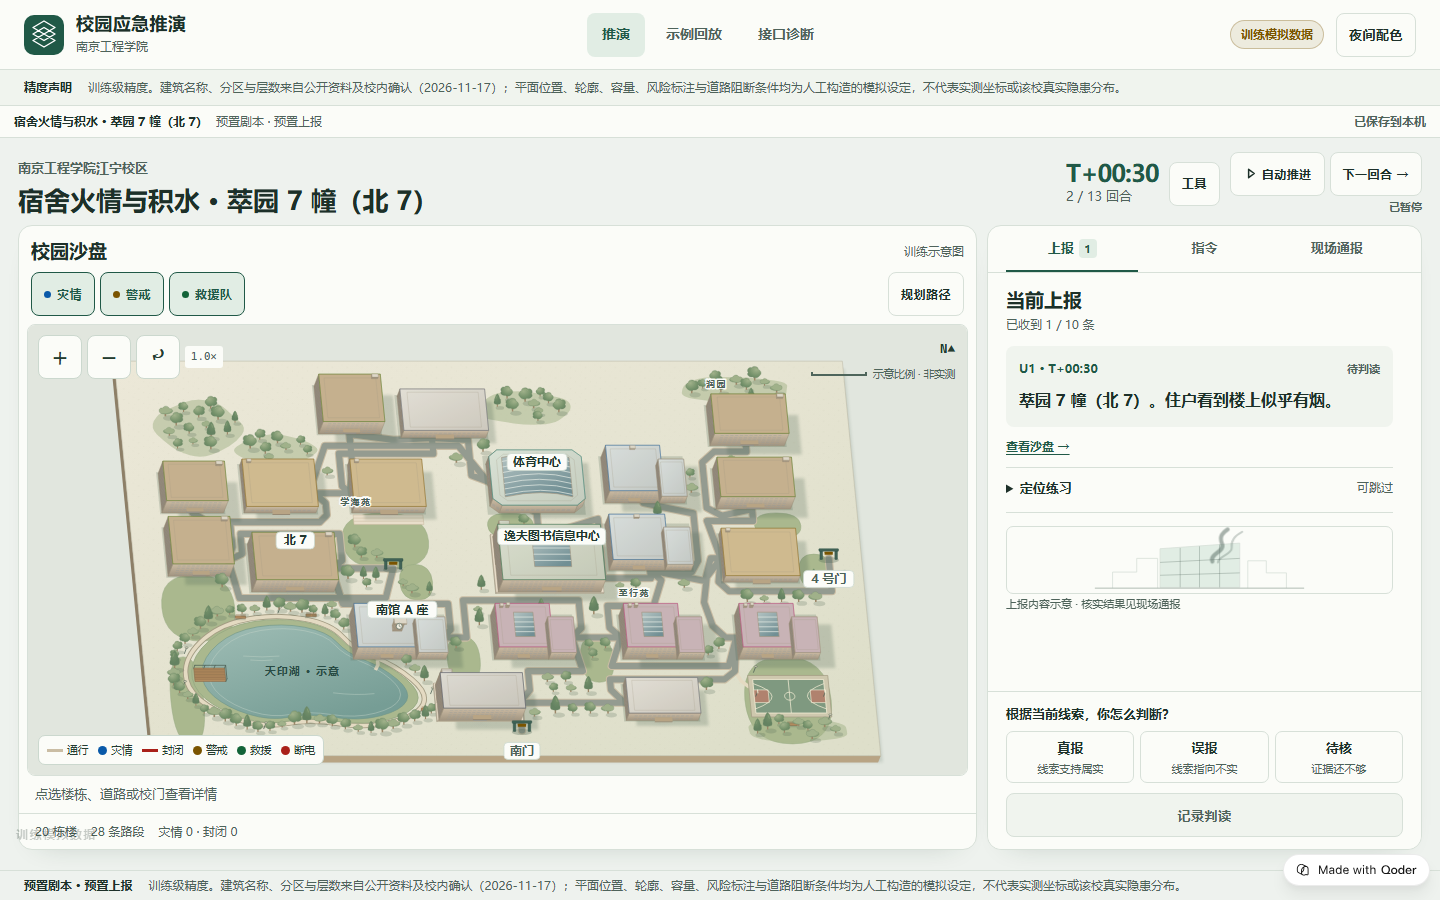 校园应急推演
南京工程学院
推演
示例回放
接口诊断
训练模拟数据
夜间配色
精度声明 训练级精度。建筑名称、分区与层数来自公开资料及校内确认（2026-11-17）；平面位置、轮廓、容量、风险标注与道路阻断条件均为人工构造的模拟设定，不代表实测坐标或该校真实隐患分布。
宿舍火情与积水 • 萃园 7 幢（北 7） 预置剧本 · 预置上报
已保存到本机
南京工程学院江宁校区
宿舍火情与积水 • 萃园 7 幢（北 7）
T+00:30
2 / 13 回合
工具
自动推进
下一回合 →
已暂停
校园沙盘
训练示意图
灾情
警戒
救援队
规划路径
+
−
1.0×
N▲
示意比例 · 非实测
润园
体育中心
学海苑
北 7
逸夫图书信息中心
4 号门
至行苑
南馆 A 座
天印湖 • 示意
南门
通行 灾情 封闭 警戒 救援 断电
点选楼栋、道路或校门查看详情
20 栋楼 28 条路段 灾情 0 · 封闭 0
训练模拟数据
上报 1
指令
现场通报
当前上报
已收到 1 / 10 条
U1 • T+00:30
待判读
萃园 7 幢（北 7）。住户看到楼上似乎有烟。
查看沙盘 →
定位练习
可跳过
上报内容示意 · 核实结果见现场通报
根据当前线索，你怎么判断?
真报
线索支持属实
误报
线索指向不实
待核
证据还不够
记录判读
预置剧本 • 预置上报 训练级精度。建筑名称、分区与层数来自公开资料及校内确认（2026-11-17）；平面位置、轮廓、容量、风险标注与道路阻断条件均为人工构造的模拟设定，不代表实测坐标或该校真实隐患分布。
Made with Qoder